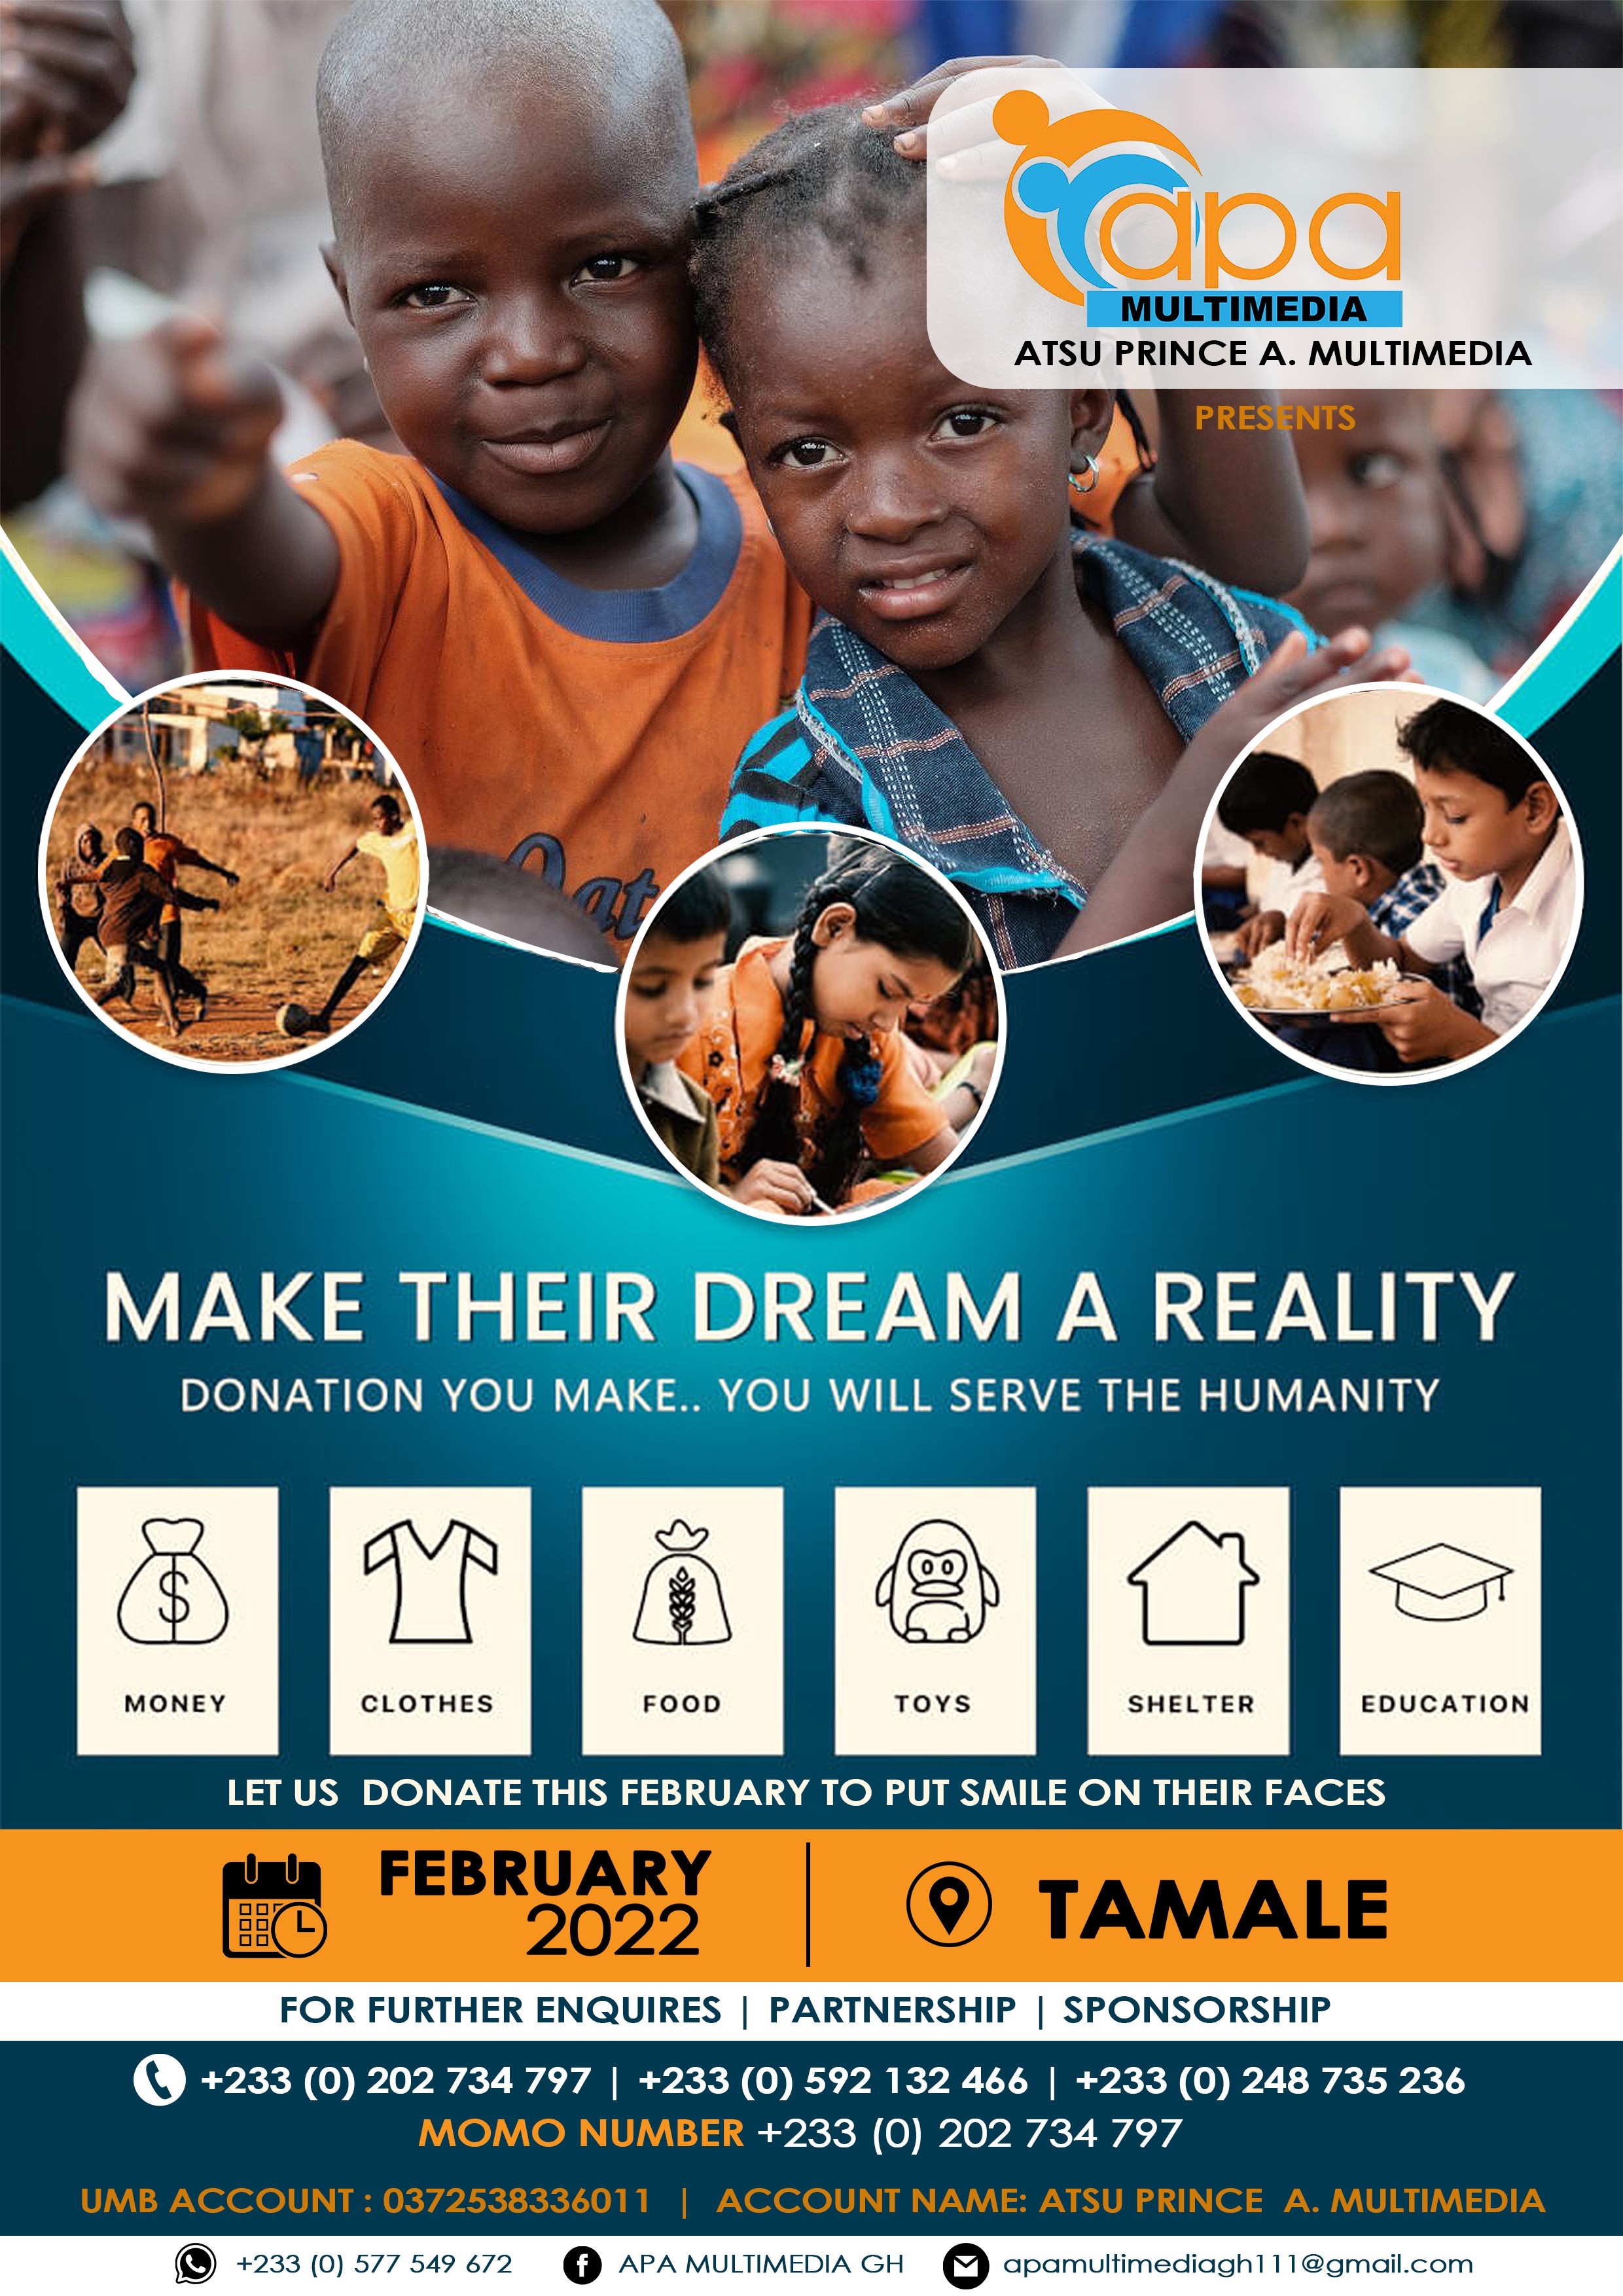 apa
MULTIMEDIA
ATSU PRINCE A. MULTIMEDIA
PRESENTS
MAKE THEIR DREAM A REALITY
DONATION YOU MAKE.. YOU WILL SERVE THE HUMANITY
$
MONEY
CLOTHES
FOOD
TOYS
SHELTER
EDUCATION
LET US DONATE THIS FEBRUARY TO PUT SMILE ON THEIR FACES
FEBRUARY
2022
TAMALE
FOR FURTHER ENQUIRES | PARTNERSHIP | SPONSORSHIP
+233 (0) 202 734 797 | +233 (0) 592 132 466 | +233 (0) 248 735 236
MOMO NUMBER +233 (0) 202 734 797
UMB ACCOUNT : 0372538336011 | ACCOUNT NAME: ATSU PRINCE A. MULTIMEDIA
+233 (0) 577 549 672 f APA MULTIMEDIA GH apamultimediagh111@gmail.com